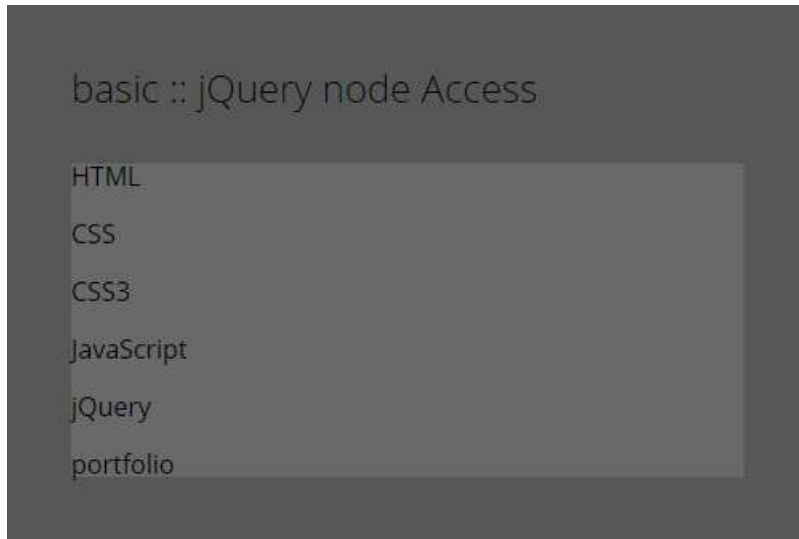 basic :: jQuery node Access
HTML
CSS
CSS3
JavaScript
jQuery
portfolio